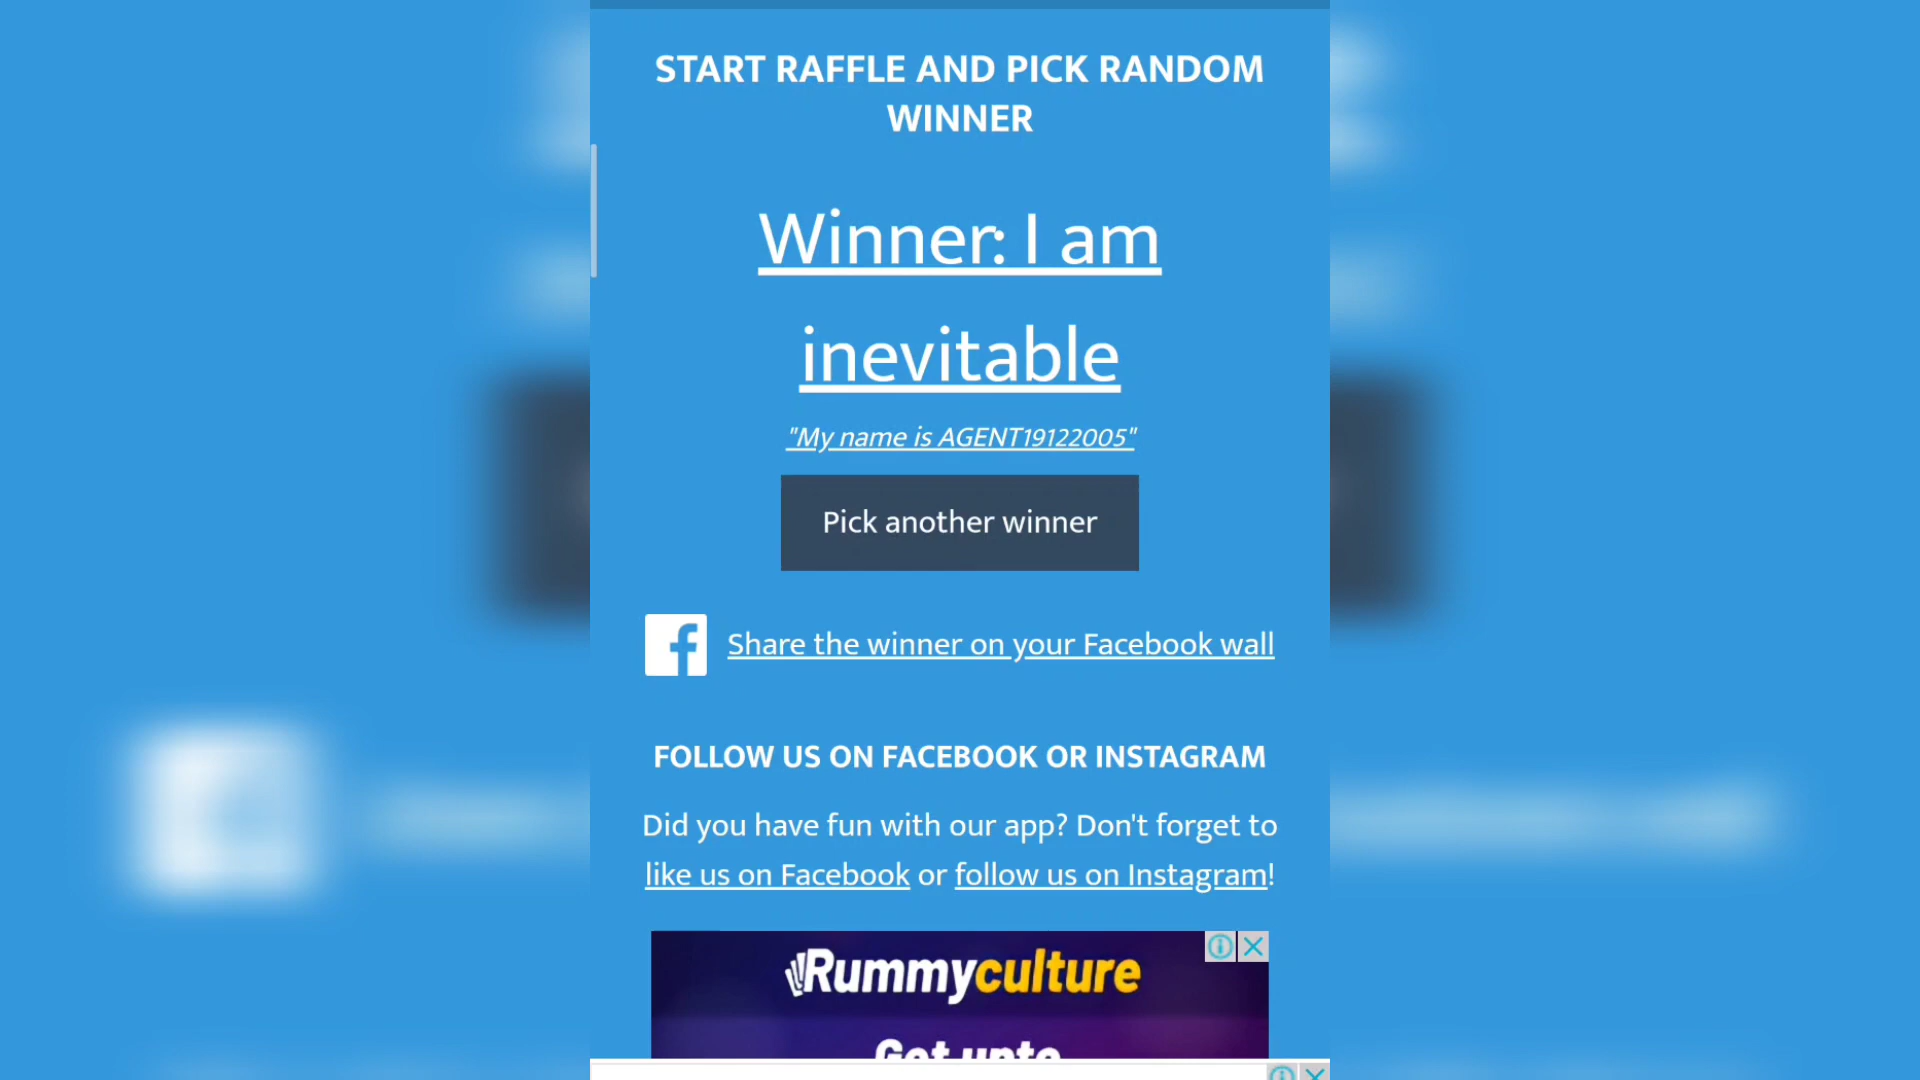 START RAFFLE AND PICK RANDOM
WINNER
Winner: I am
inevitable
"My name is AGENT19122005"
Pick another winner
Share the winner on your Facebook wall
FOLLOW US ON FACEBOOK OR INSTAGRAM
Did you have fun with our app? Don't forget to
like us on Facebook or follow us on Instagram!
Rummyculture
Get upto